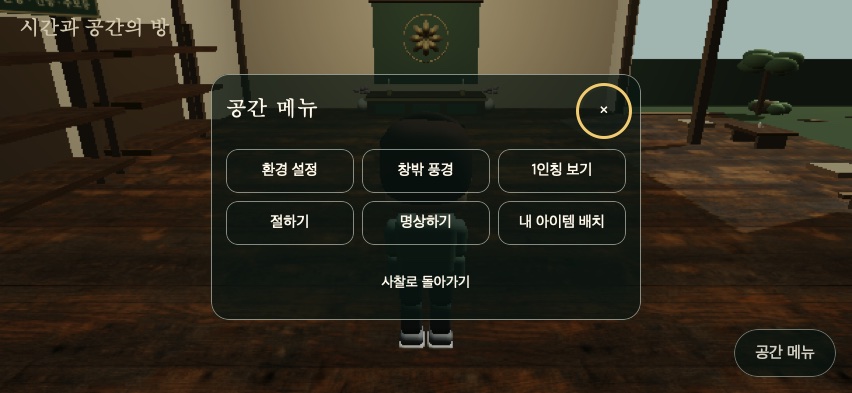 시간과 공간의 방
공간 메뉴
×
환경 설정
창밖 풍경
1인칭 보기
절하기
명상하기
내 아이템 배치
사찰로 돌아가기
공간 메뉴